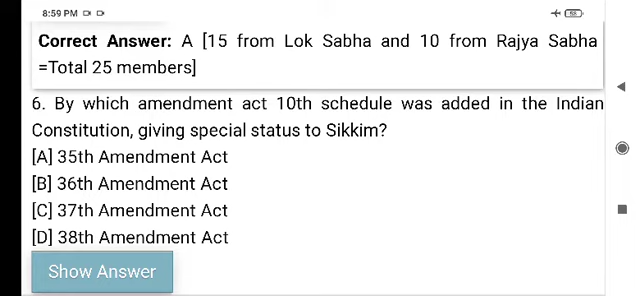 8:59 PM
Correct Answer: A [15 from Lok Sabha and 10 from Rajya Sabha
=Total 25 members]
6. By which amendment act 10th schedule was added in the Indian
Constitution, giving special status to Sikkim?
[A] 35th Amendment Act
[B] 36th Amendment Act
[C] 37th Amendment Act
[D] 38th Amendment Act
Show Answer